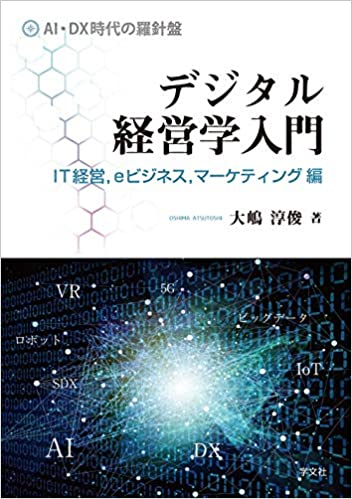 AI・DX時代の羅針盤
デジタル
経営学入門
IT経営,eビジネス,マーケティング 編
OSHIMA ATSUTOSHI 大嶋 淳俊 著
VR
5G
ビッグデータ
ロボット
IoT
SDX
AI
DX
学文社